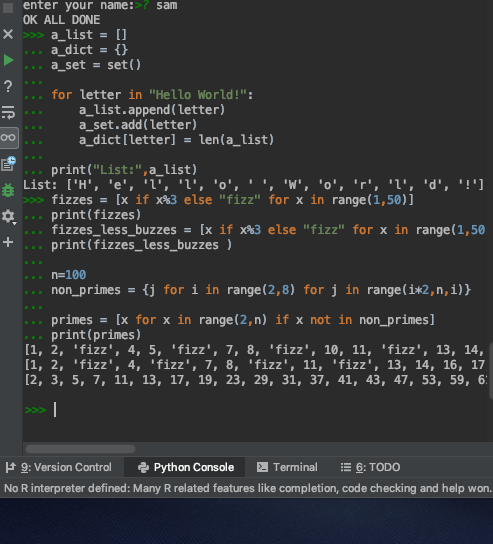 enter your name:>? sam
OK ALL DONE
>>> a_list = []
... a_dict = {}
... a_set = set()
...
... for letter in "Hello World!":
...     a_list.append(letter)
...     a_set.add(letter)
...     a_dict[letter] = len(a_list)
...
... print("List:",a_list)
List: ['H', 'e', 'l', 'l', 'o', ' ', 'W', 'o', 'r', 'l', 'd', '!']
>>> fizzes = [x if x%3 else "fizz" for x in range(1,50)]
... print(fizzes)
... fizzes_less_buzzes = [x if x%3 else "fizz" for x in range(1,50
... print(fizzes_less_buzzes )
...
... n=100
... non_primes = {j for i in range(2,8) for j in range(i*2,n,i)}
...
... primes = [x for x in range(2,n) if x not in non_primes]
... print(primes)
[1, 2, 'fizz', 4, 5, 'fizz', 7, 8, 'fizz', 10, 11, 'fizz', 13, 14,
[1, 2, 'fizz', 4, 'fizz', 7, 8, 'fizz', 11, 'fizz', 13, 14, 16, 17
[2, 3, 5, 7, 11, 13, 17, 19, 23, 29, 31, 37, 41, 43, 47, 53, 59,
>>>
9: Version Control Python Console Terminal 6: TODO
No R interpreter defined: Many R related features like completion, code checking and help won.